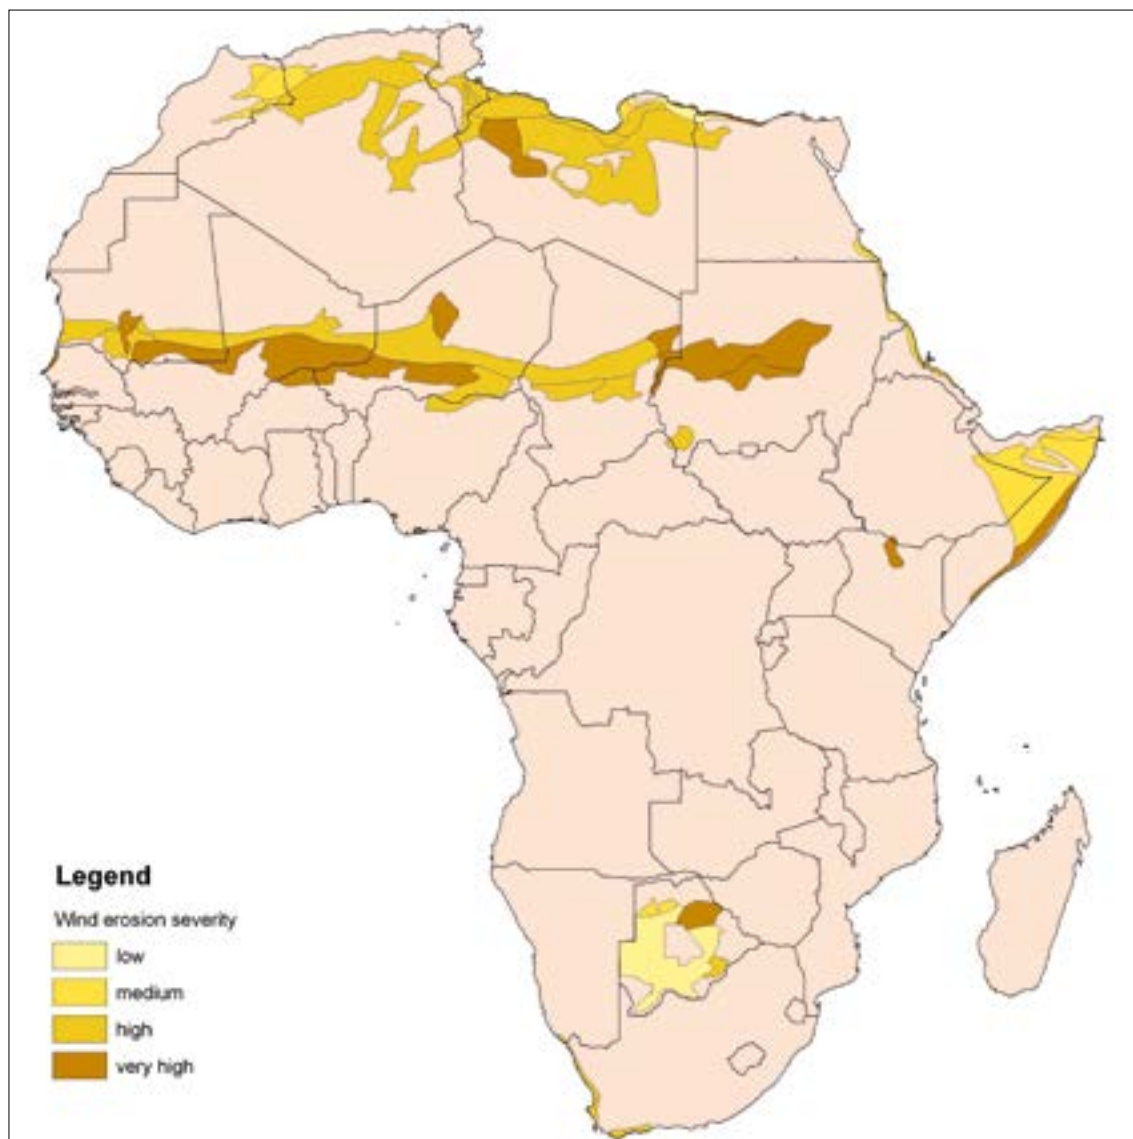 Legend
Wind erosion severity
low
medium
high
very high